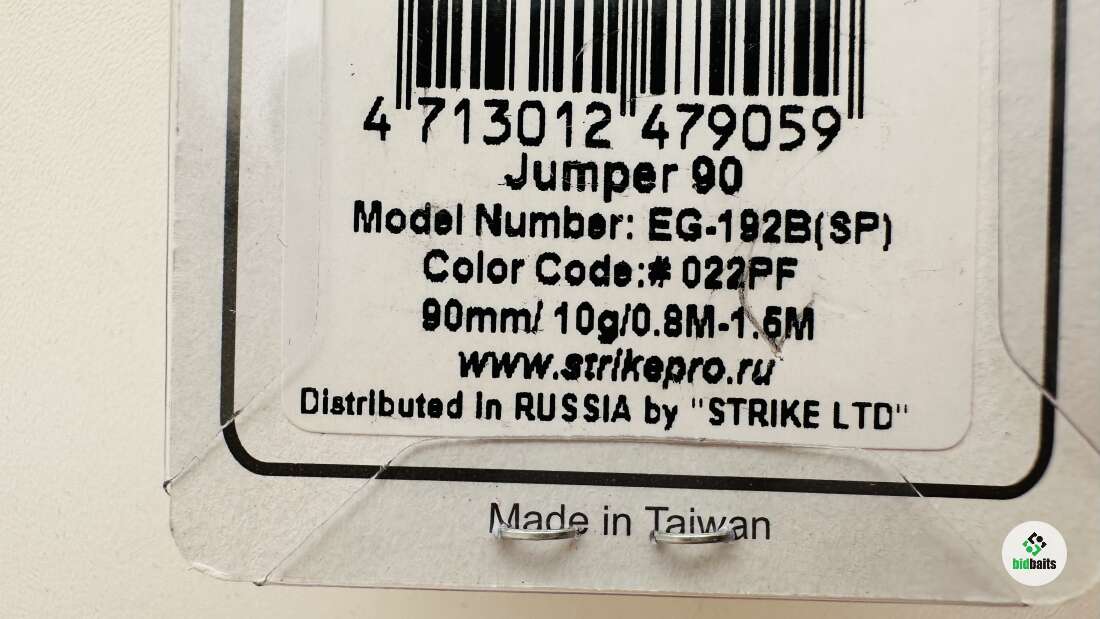 4 713012 479059
Jumper 90
Model Number: EG-192B(SP)
Color Code:# 022PF
90mm/ 10g/0.8M-1.5M
www.strikepro.ru
Distributed in RUSSIA by "STRIKE LTD"
Made in Taiwan
bidbaits